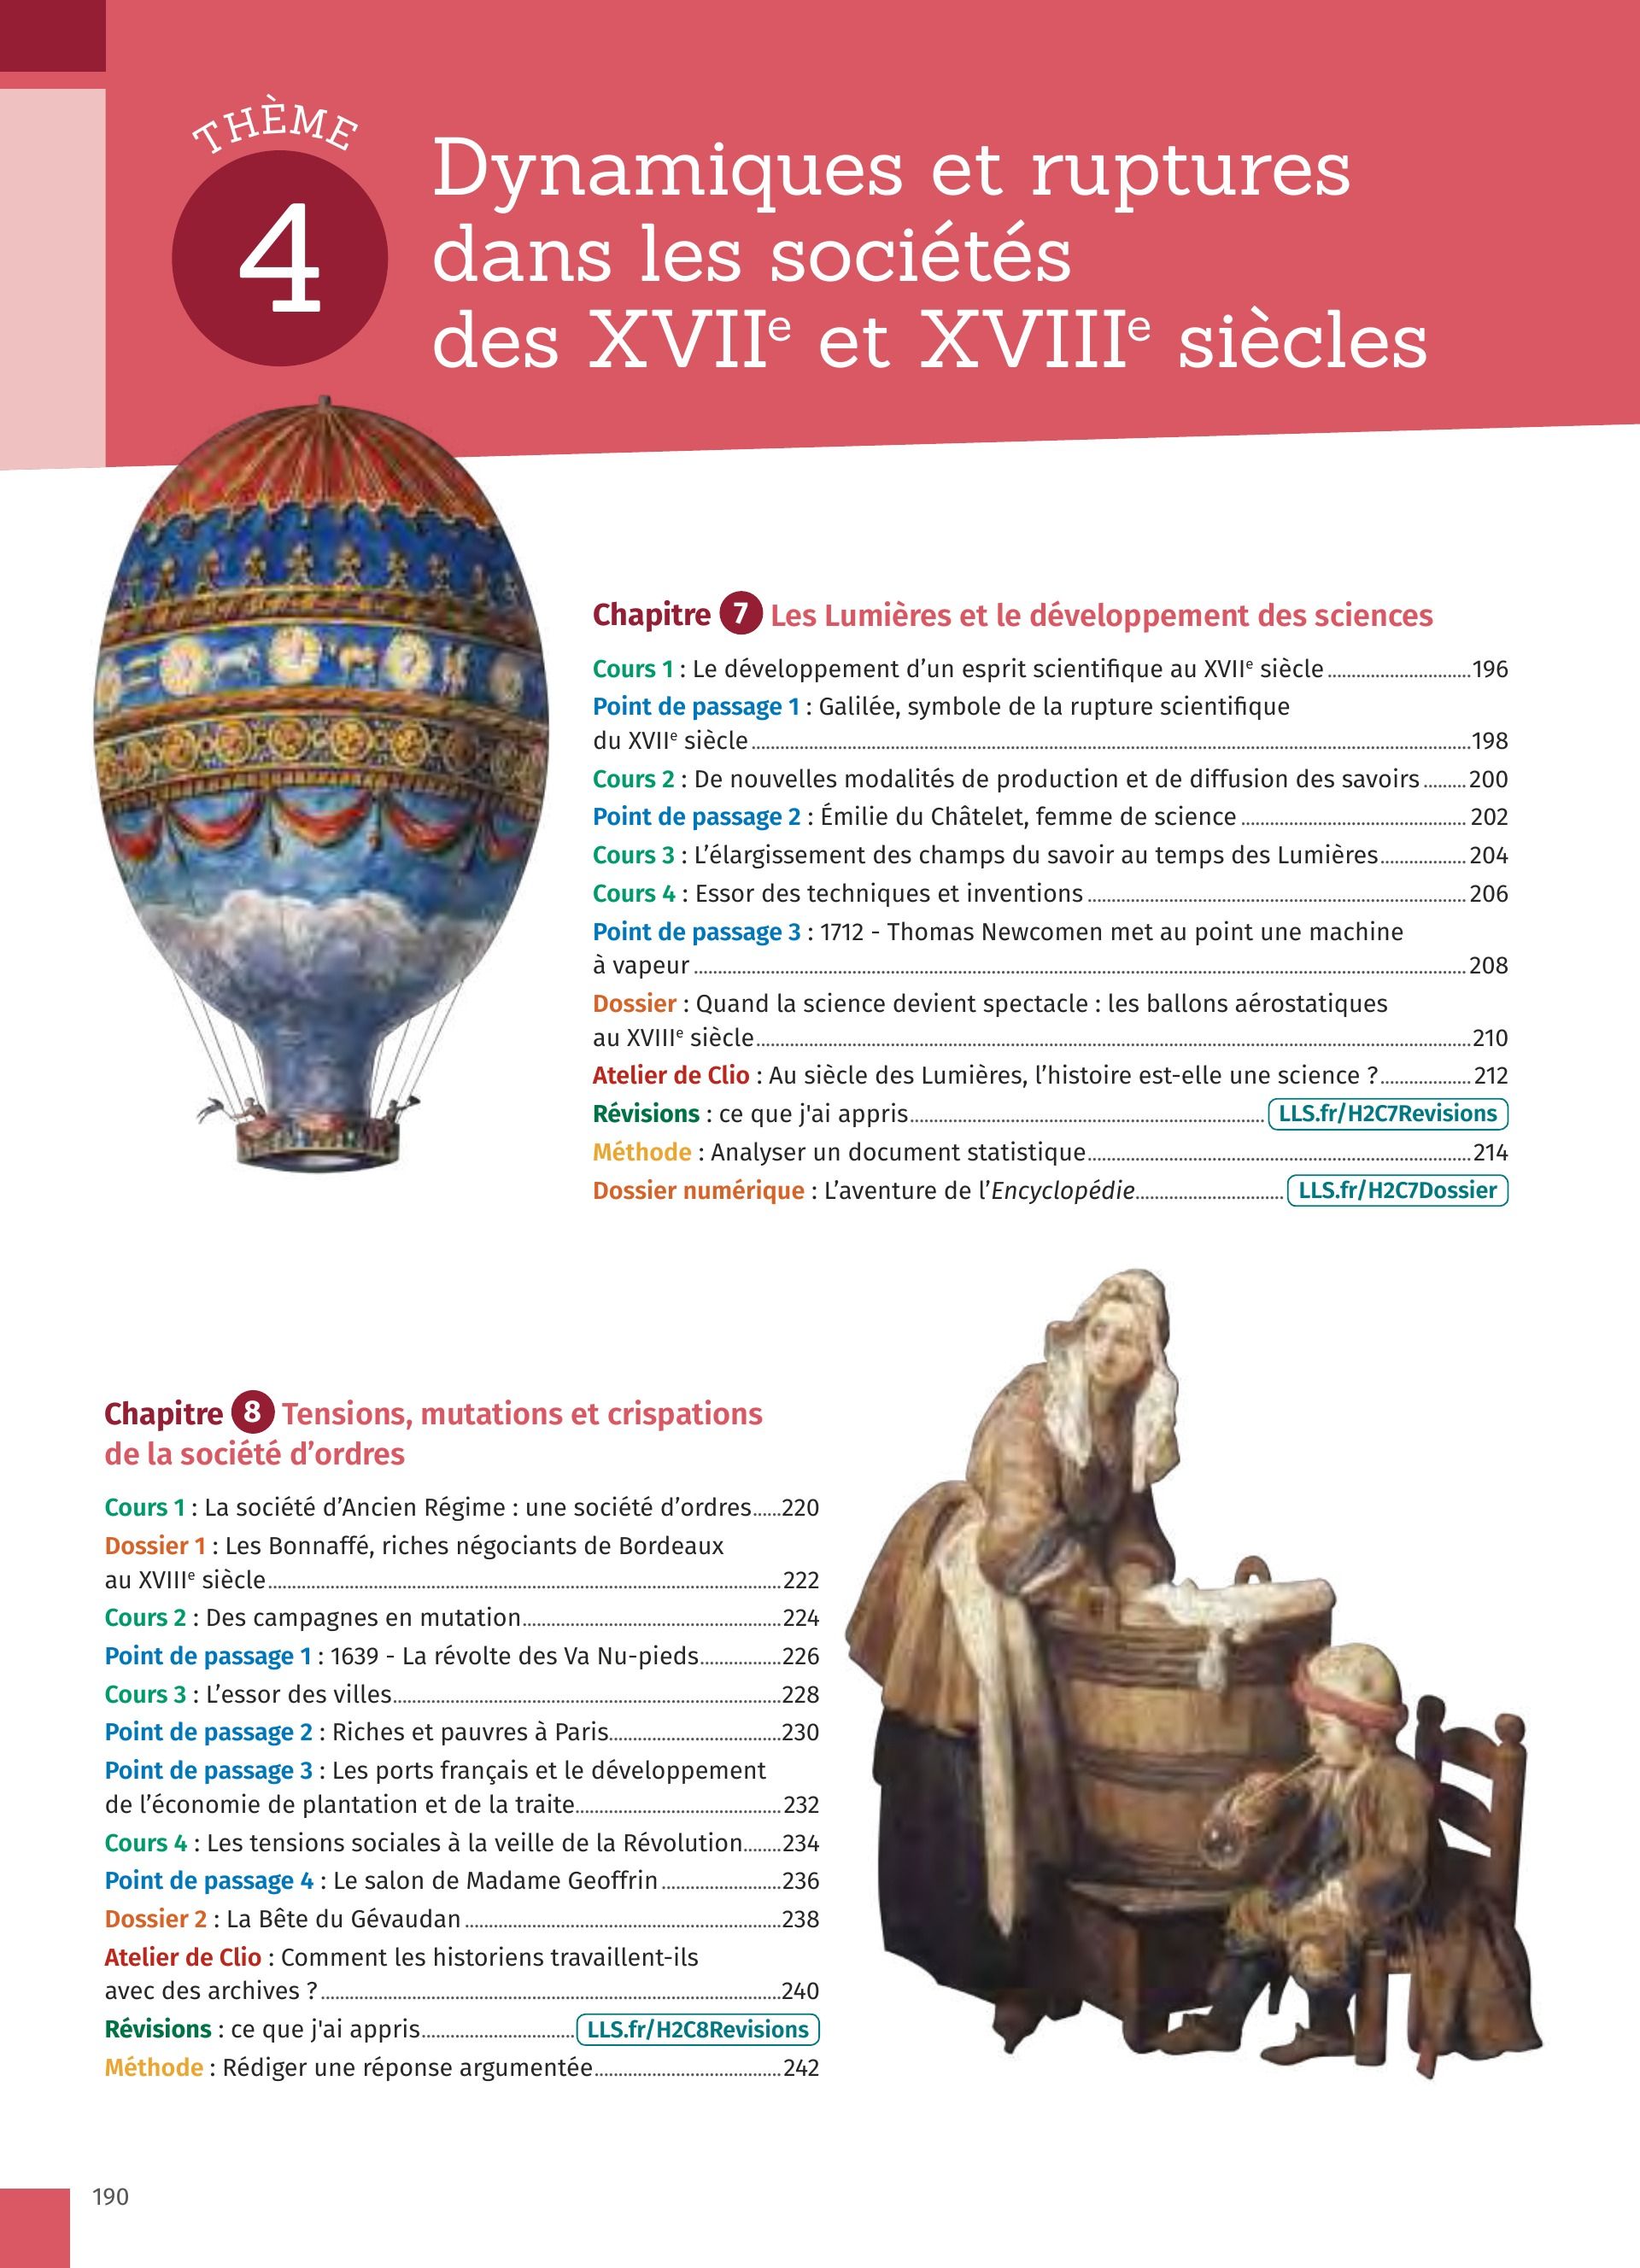 THÈME
4
Dynamiques et ruptures
dans les sociétés
des XVIIe et XVIIIe siècles
Chapitre 7 Les Lumières et le développement des sciences
Cours 1 : Le développement d’un esprit scientifique au XVIIe siècle 196
Point de passage 1 : Galilée, symbole de la rupture scientifique
du XVIIe siècle 198
Cours 2 : De nouvelles modalités de production et de diffusion des savoirs 200
Point de passage 2 : Émilie du Châtelet, femme de science 202
Cours 3 : L’élargissement des champs du savoir au temps des Lumières 204
Cours 4 : Essor des techniques et inventions 206
Point de passage 3 : 1712 - Thomas Newcomen met au point une machine
à vapeur 208
Dossier : Quand la science devient spectacle : les ballons aérostatiques
au XVIIIe siècle 210
Atelier de Clio : Au siècle des Lumières, l’histoire est-elle une science ? 212
Révisions : ce que j'ai appris LLS.fr/H2C7Revisions
Méthode : Analyser un document statistique 214
Dossier numérique : L’aventure de l’Encyclopédie LLS.fr/H2C7Dossier
Chapitre 8 Tensions, mutations et crispations
de la société d’ordres
Cours 1 : La société d’Ancien Régime : une société d’ordres 220
Dossier 1 : Les Bonnaffé, riches négociants de Bordeaux
au XVIIIe siècle 222
Cours 2 : Des campagnes en mutation 224
Point de passage 1 : 1639 - La révolte des Va Nu-pieds 226
Cours 3 : L’essor des villes 228
Point de passage 2 : Riches et pauvres à Paris 230
Point de passage 3 : Les ports français et le développement
de l’économie de plantation et de la traite 232
Cours 4 : Les tensions sociales à la veille de la Révolution 234
Point de passage 4 : Le salon de Madame Geoffrin 236
Dossier 2 : La Bête du Gévaudan 238
Atelier de Clio : Comment les historiens travaillent-ils
avec des archives ? 240
Révisions : ce que j'ai appris LLS.fr/H2C8Revisions
Méthode : Rédiger une réponse argumentée 242
190